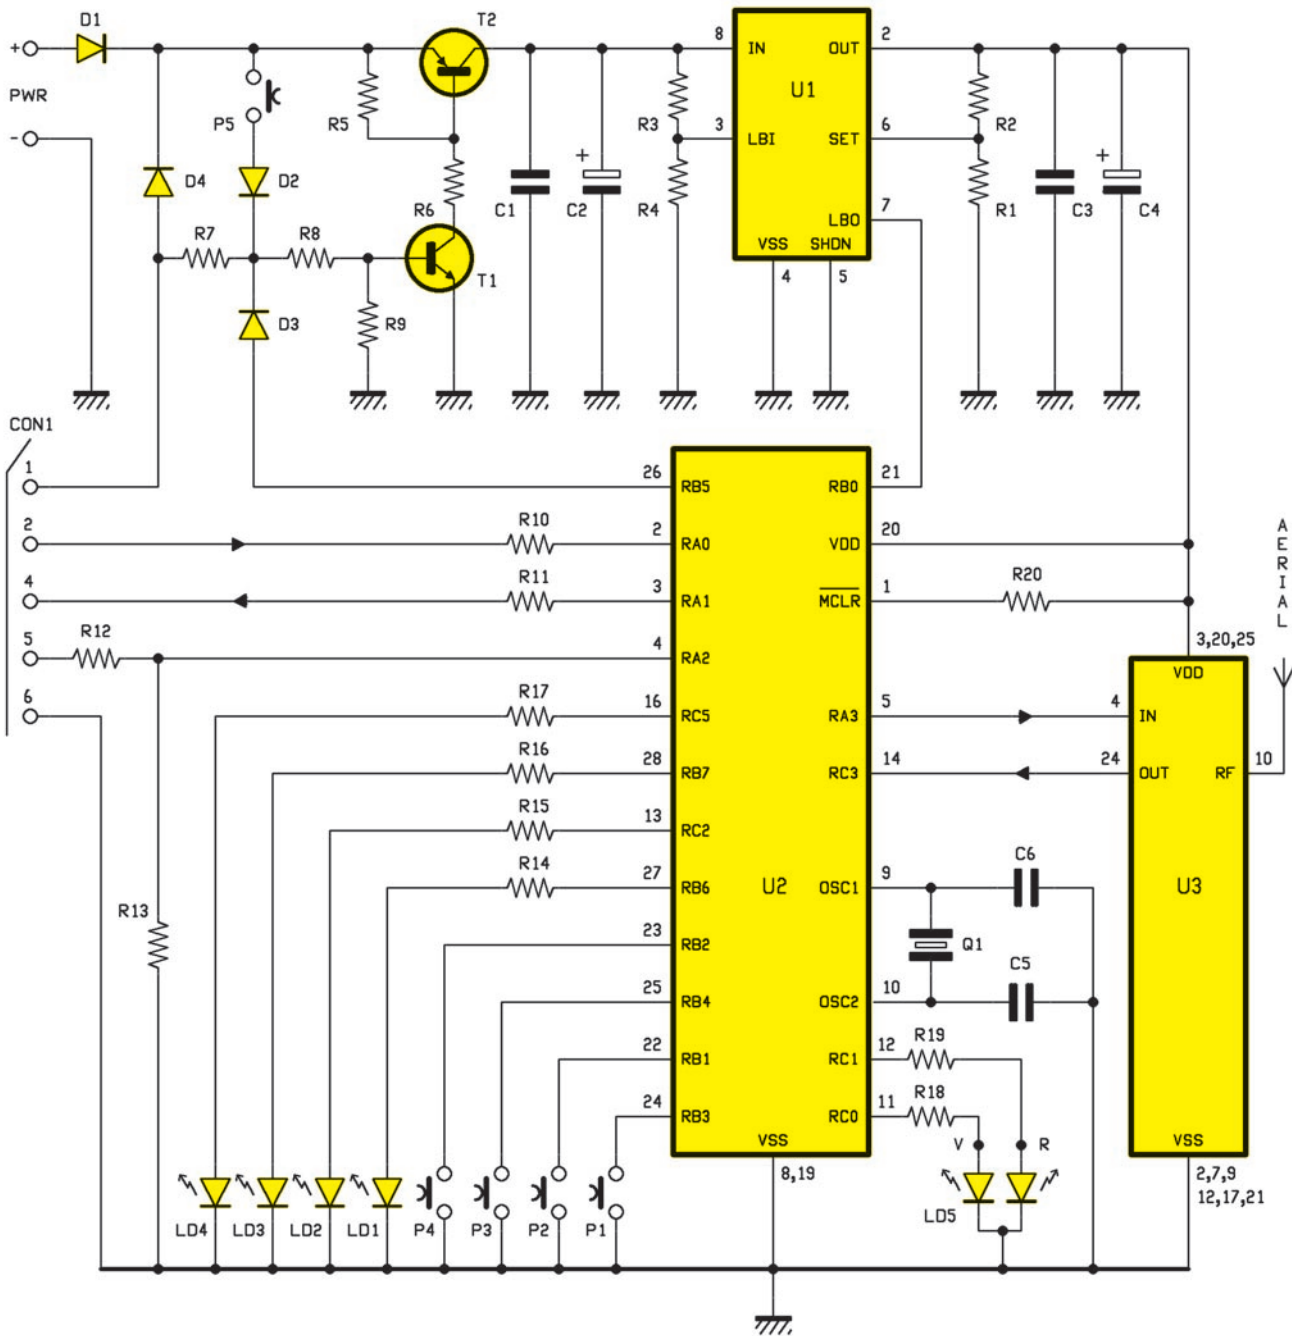 D1
T2
+
PWR
-
P5
R5
8
IN
OUT
2
U1
R3
3
LBI
SET
6
R2
D4
D2
R6
C1
+
C2
R4
R1
C3
+
C4
LBO
7
R7
R8
T1
VSS
SHDN
4
5
D3
R9
CON1
1
26
RB5
RB0
21
2
R10
2
RA0
VDD
20
4
R11
3
RA1
MCLR
1
R20
AERIAL
5
R12
4
RA2
3,20,25
VDD
6
R17
16
RC5
RA3
5
4
IN
R16
28
RB7
RC3
14
24
OUT
RF
10
R15
13
RC2
R14
27
RB6
U2
OSC1
9
C6
U3
R13
23
RB2
Q1
25
RB4
OSC2
10
C5
22
RB1
RC1
12
R19
24
RB3
RC0
11
R18
VSS
8,19
V
R
VSS
2,7,9
12,17,21
LD4
LD3
LD2
LD1
P4
P3
P2
P1
LD5